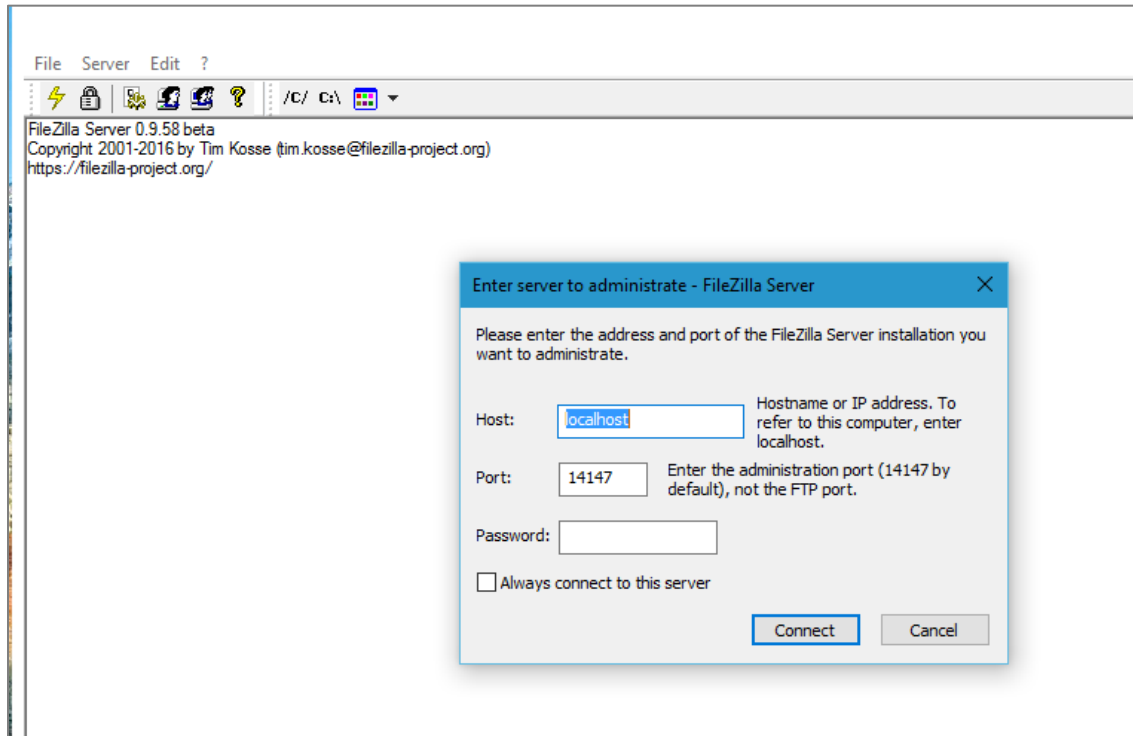 File Server Edit ?
/C/ C:\
FileZilla Server 0.9.58 beta
Copyright 2001-2016 by Tim Kosse (tim.kosse@filezilla-project.org)
https://filezilla-project.org/
Enter server to administrate - FileZilla Server
Please enter the address and port of the FileZilla Server installation you
want to administrate.
Host:
localhost
Hostname or IP address. To
refer to this computer, enter
localhost.
Port:
14147
Enter the administration port (14147 by
default), not the FTP port.
Password:
Always connect to this server
Connect Cancel